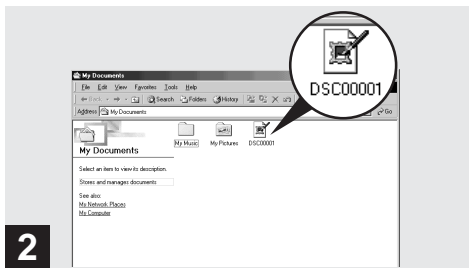 My Documents
File Edit View Favorites Tools Help
Back Search Folders History
Address My Documents Go
DSC00001
My Documents
My Music My Pictures DSC00001
Select an item to view its description.
Stores and manages documents
See also:
My Network Places
My Computer
2